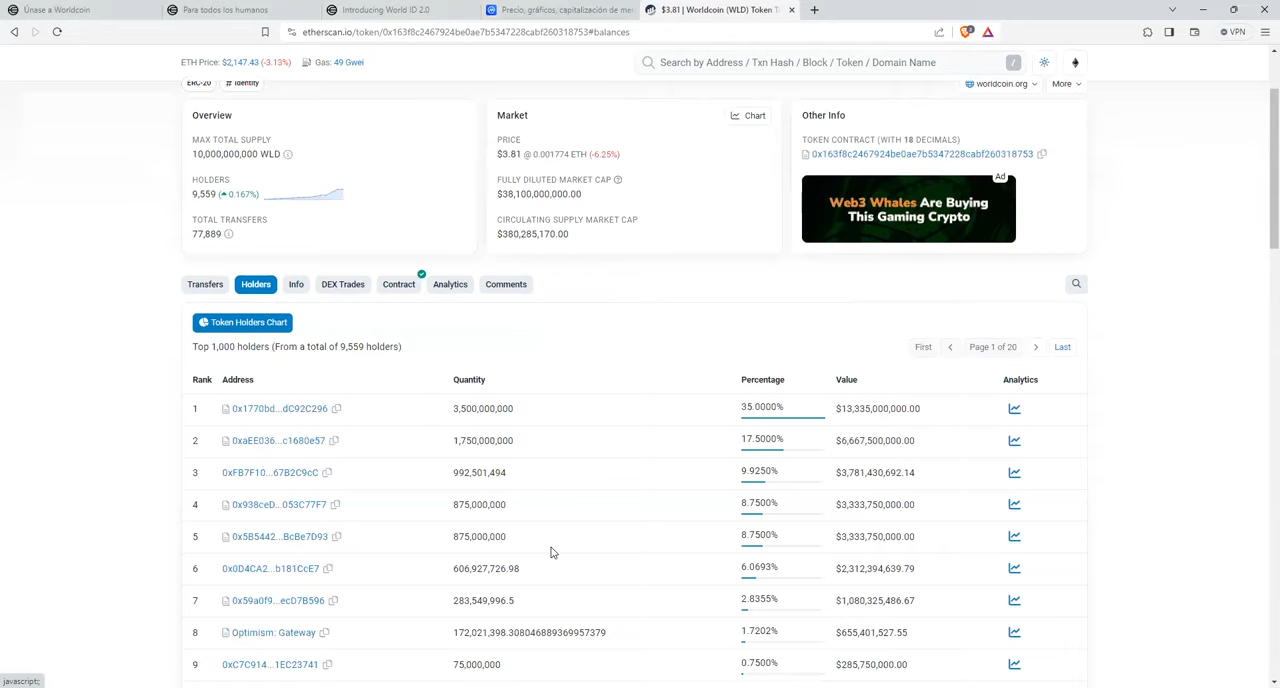 Únase a Worldcoin
Para todos los humanos
Introducing World ID 2.0
Precio, gráficos, capitalización de me
$3.81 | Worldcoin (WLD) Token T
etherscan.io/token/0x163f8c2467924be0ae7b5347228cabf260318753#balances
VPN
ETH Price: $2,147.43 (-3.13%) Gas: 49 Gwei
Search by Address / Txn Hash / Block / Token / Domain Name /
ERC-20 # Identity
worldcoin.org More
Overview
MAX TOTAL SUPPLY
10,000,000,000 WLD
HOLDERS
9,559 (0.167%)
TOTAL TRANSFERS
77,889
Market
Chart
PRICE
$3.81 @ 0.001774 ETH (-6.25%)
FULLY DILUTED MARKET CAP
$38,100,000,000.00
CIRCULATING SUPPLY MARKET CAP
$380,285,170.00
Other Info
TOKEN CONTRACT (WITH 18 DECIMALS)
0x163f8c2467924be0ae7b5347228cabf260318753
Ad
Web3 Whales Are Buying
This Gaming Crypto
Transfers Holders Info DEX Trades Contract Analytics Comments
Token Holders Chart
Top 1,000 holders (From a total of 9,559 holders)
First Page 1 of 20 Last
Rank Address Quantity Percentage Value Analytics
1 0x1770bd...dC92C296 3,500,000,000 35.0000% $13,335,000,000.00
2 0xaEE036...c1680e57 1,750,000,000 17.5000% $6,667,500,000.00
3 0xFB7F10...67B2C9cC 992,501,494 9.9250% $3,781,430,692.14
4 0x938ceD...053C77F7 875,000,000 8.7500% $3,333,750,000.00
5 0x5B5442...BcBe7D93 875,000,000 8.7500% $3,333,750,000.00
6 0x0D4CA2...b181CcE7 606,927,726.98 6.0693% $2,312,394,639.79
7 0x59a0f9...ecD7B596 283,549,996.5 2.8355% $1,080,325,486.67
8 Optimism: Gateway 172,021,398.308046889369957379 1.7202% $655,401,527.55
9 0xC7C914...1EC23741 75,000,000 0.7500% $285,750,000.00
javascript:;